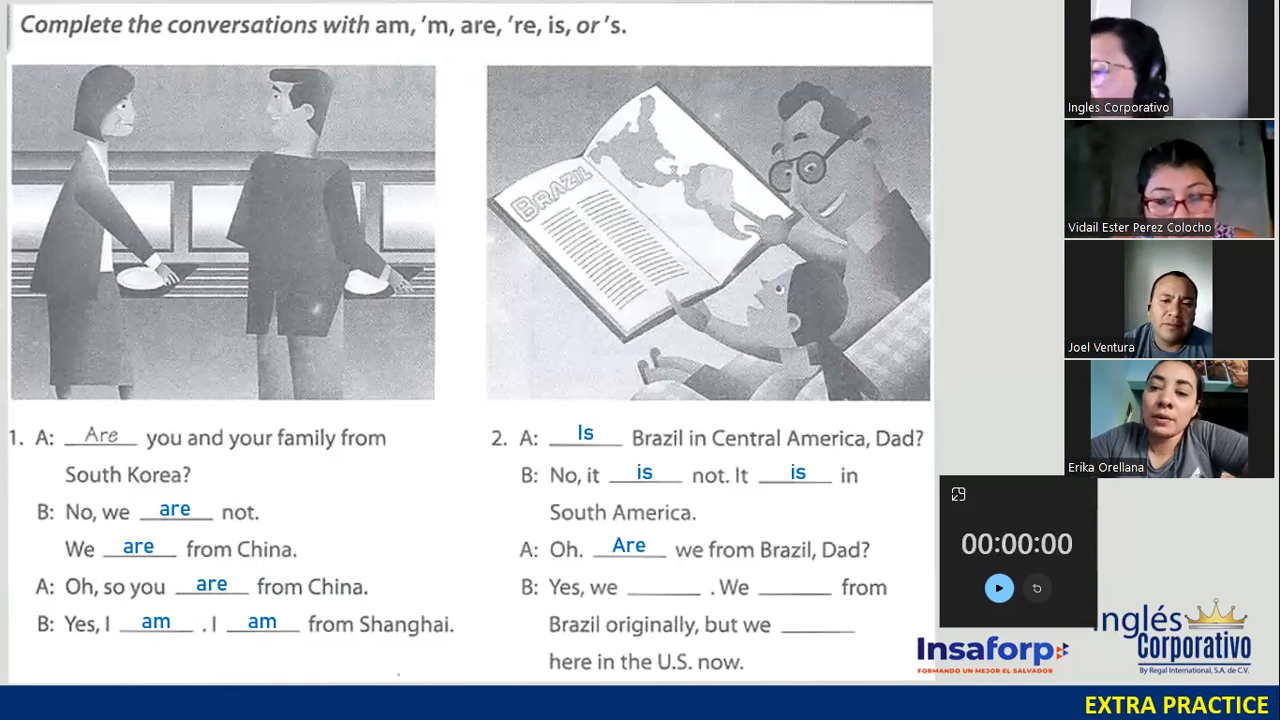 Complete the conversations with am, ’m, are, ’re, is, or ’s.
BRAZIL
1. A: Are you and your family from
South Korea?
B: No, we are not.
We are from China.
A: Oh, so you are from China.
B: Yes, I am . I am from Shanghai.
2. A: Is Brazil in Central America, Dad?
B: No, it is not. It is in
South America.
A: Oh. Are we from Brazil, Dad?
B: Yes, we ______ . We ______ from
Brazil originally, but we ______
here in the U.S. now.
Ingles Corporativo
Vidail Ester Perez Colocho
Joel Ventura
Erika Orellana
00:00:00
Insaforp
FORMANDO UN MEJOR EL SALVADOR
Inglés
Corporativo
By Regal International, S.A. de C.V.
EXTRA PRACTICE